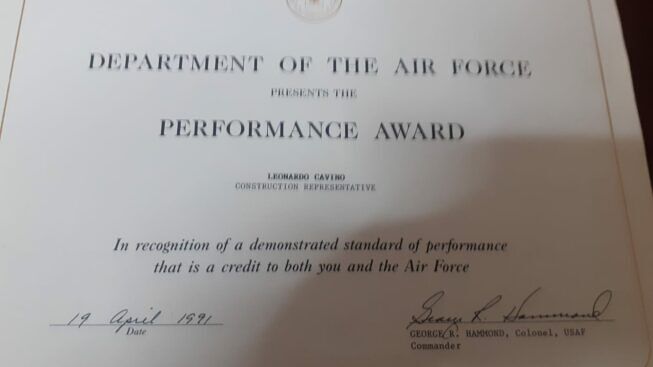 DEPARTMENT OF THE AIR FORCE
PRESENTS THE
PERFORMANCE AWARD
LEONARDO CAVINO
CONSTRUCTION REPRESENTATIVE
In recognition of a demonstrated standard of performance
that is a credit to both you and the Air Force
19 April 1991
Date
George R. Hammond
GEORGE R. HAMMOND, Colonel, USAF
Commander